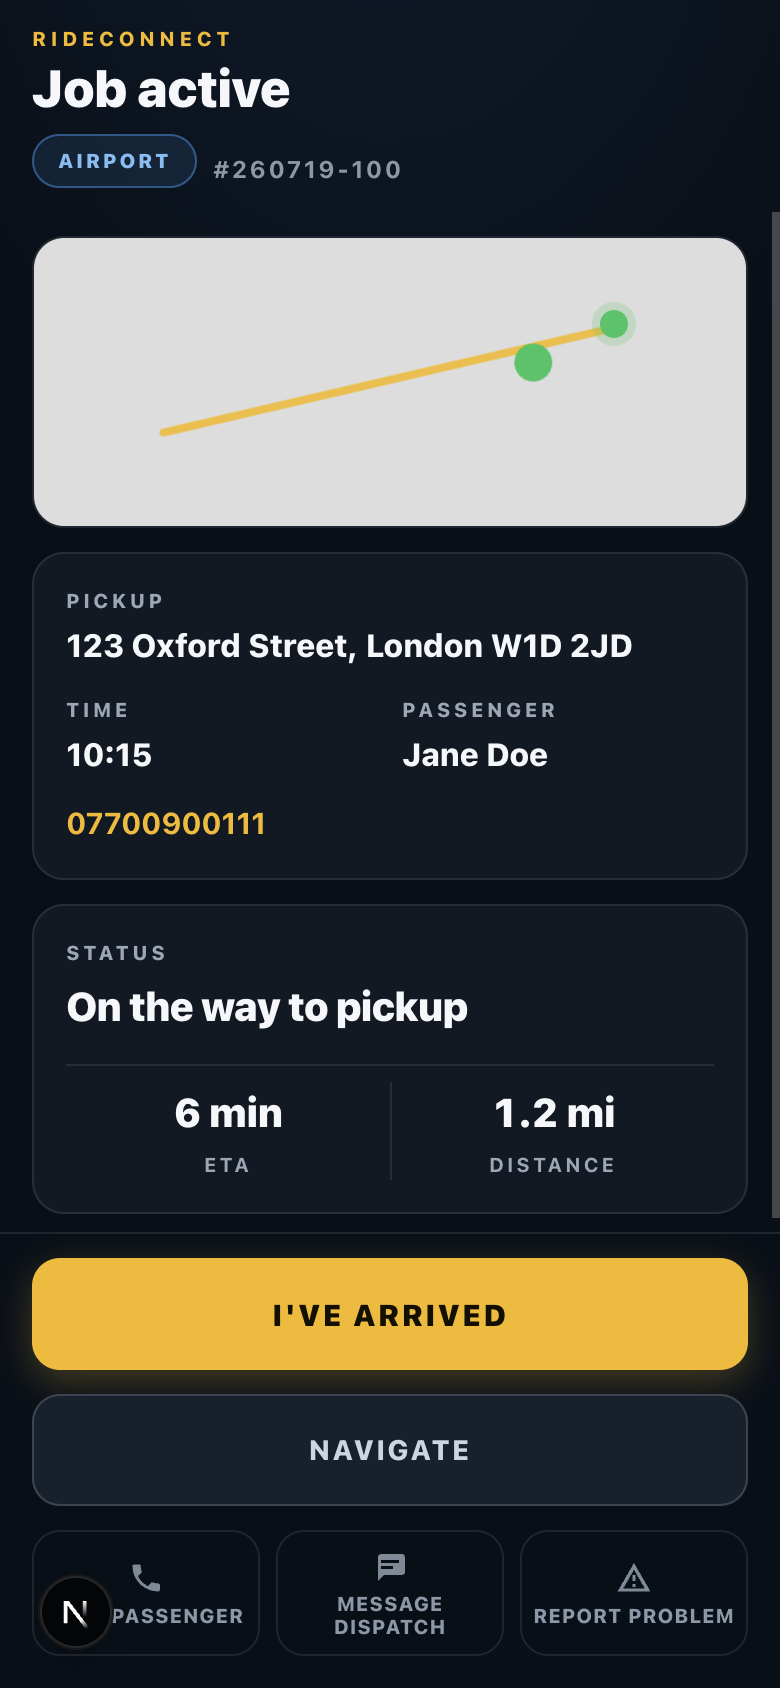 RIDECONNECT
Job active
AIRPORT
#260719-100
PICKUP
123 Oxford Street, London W1D 2JD
TIME
PASSENGER
10:15
Jane Doe
07700900111
STATUS
On the way to pickup
6 min
1.2 mi
ETA
DISTANCE
I'VE ARRIVED
NAVIGATE
N
PASSENGER
MESSAGE
DISPATCH
REPORT PROBLEM